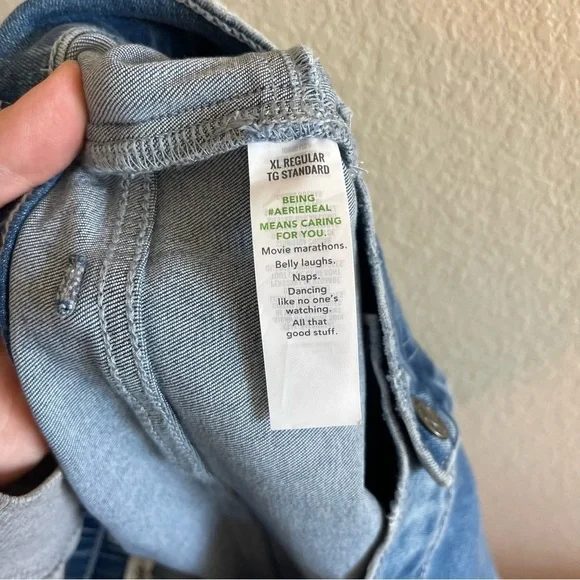 XL REGULAR
TG STANDARD
BEING
#AERIEREAL
MEANS CARING
FOR YOU.
Movie marathons.
Belly laughs.
Naps.
Dancing
like no one's
watching.
All that
good stuff.